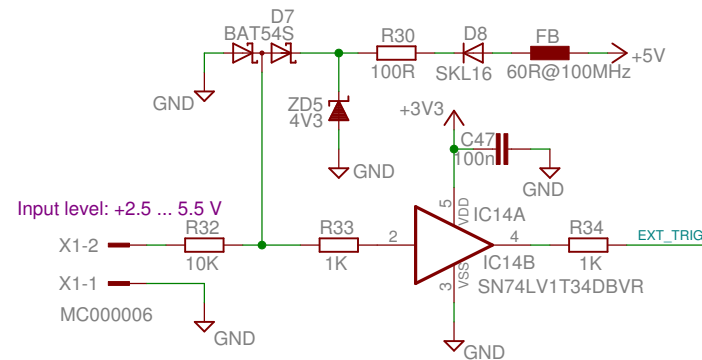 D7
BAT54S
GND
R30
100R
D8
SKL16
FB
60R@100MHz
+5V
ZD5
4V3
GND
+3V3
C47
100n
GND
Input level: +2.5 ... 5.5 V
X1-2
R32
10K
R33
1K
2
5
VDD
IC14A
4
R34
1K
EXT_TRIG
IC14B
3
VSS
SN74LV1T34DBVR
X1-1
MC000006
GND
GND